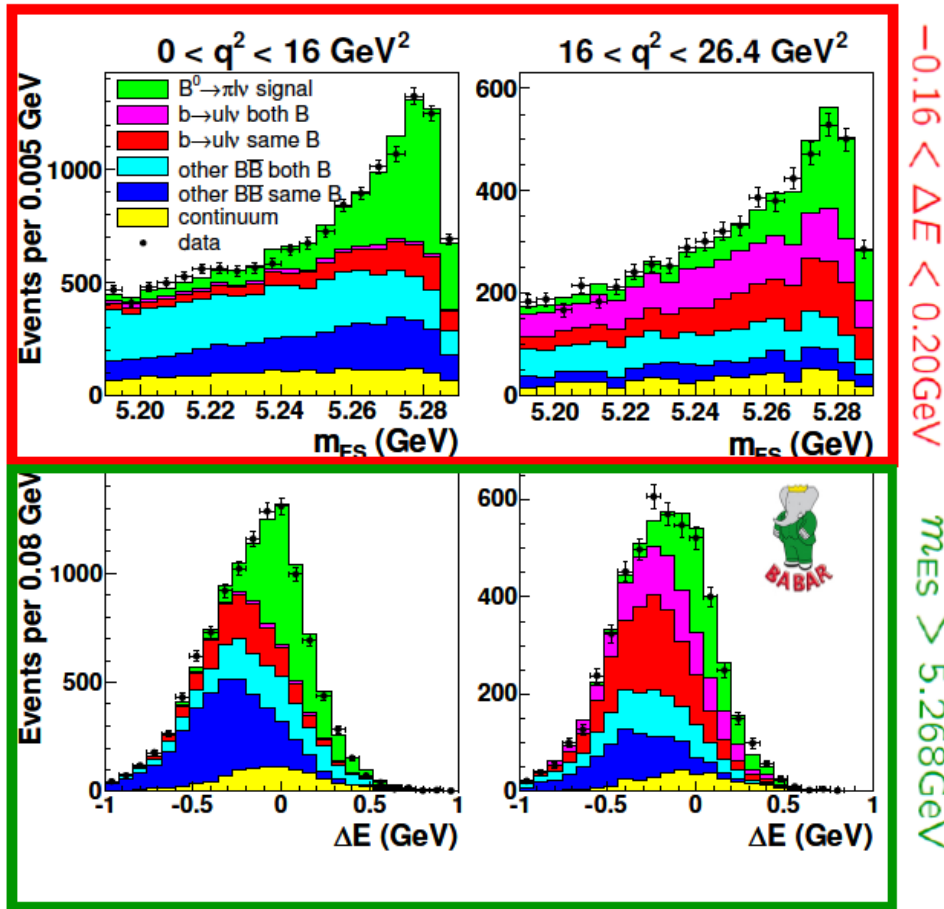 0 < q² < 16 GeV²
16 < q² < 26.4 GeV²
Events per 0.005 GeV
1000
500
0
B⁰→πlν signal
b→ulν both B
b→ulν same B
other BB̅ both B
other BB̅ same B
continuum
data
5.20 5.22 5.24 5.26 5.28
m_ES (GeV)
600
400
200
0
5.20 5.22 5.24 5.26 5.28
m_ES (GeV)
−0.16 < ΔE < 0.20GeV
Events per 0.08 GeV
1000
500
0
-1 -0.5 0 0.5 1
ΔE (GeV)
600
400
200
0
-1 -0.5 0 0.5 1
ΔE (GeV)
BABAR
m_ES > 5.268GeV